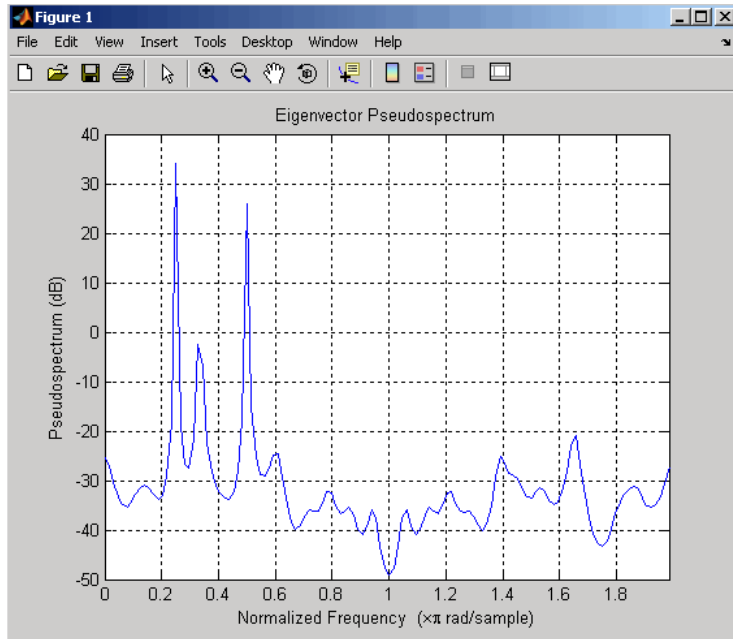 Figure 1
File Edit View Insert Tools Desktop Window Help
Eigenvector Pseudospectrum
40
30
20
10
0
-10
-20
-30
-40
-50
Pseudospectrum (dB)
0 0.2 0.4 0.6 0.8 1 1.2 1.4 1.6 1.8
Normalized Frequency (×π rad/sample)